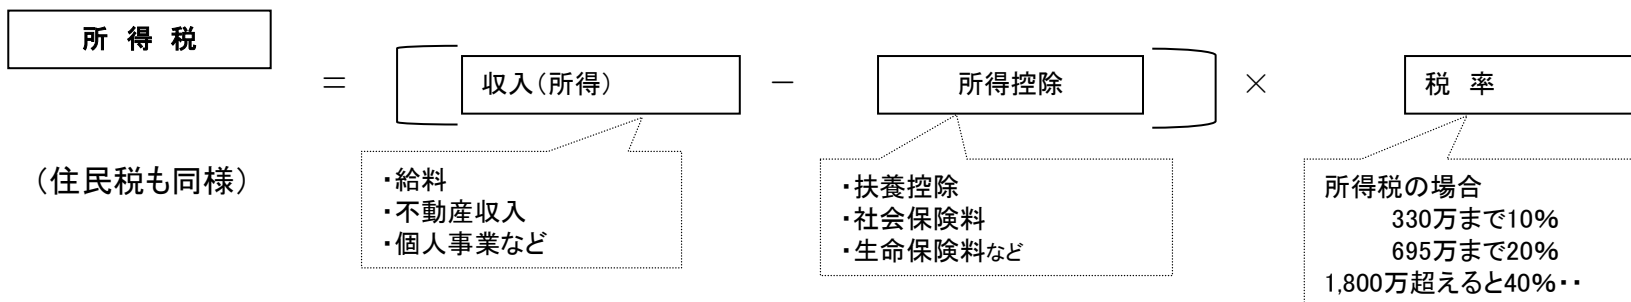 所 得 税
= 収入(所得) - 所得控除 × 税 率
(住民税も同様)
・給料
・不動産収入
・個人事業など
・扶養控除
・社会保険料
・生命保険料など
所得税の場合
330万まで10%
695万まで20%
1,800万超えると40%・・